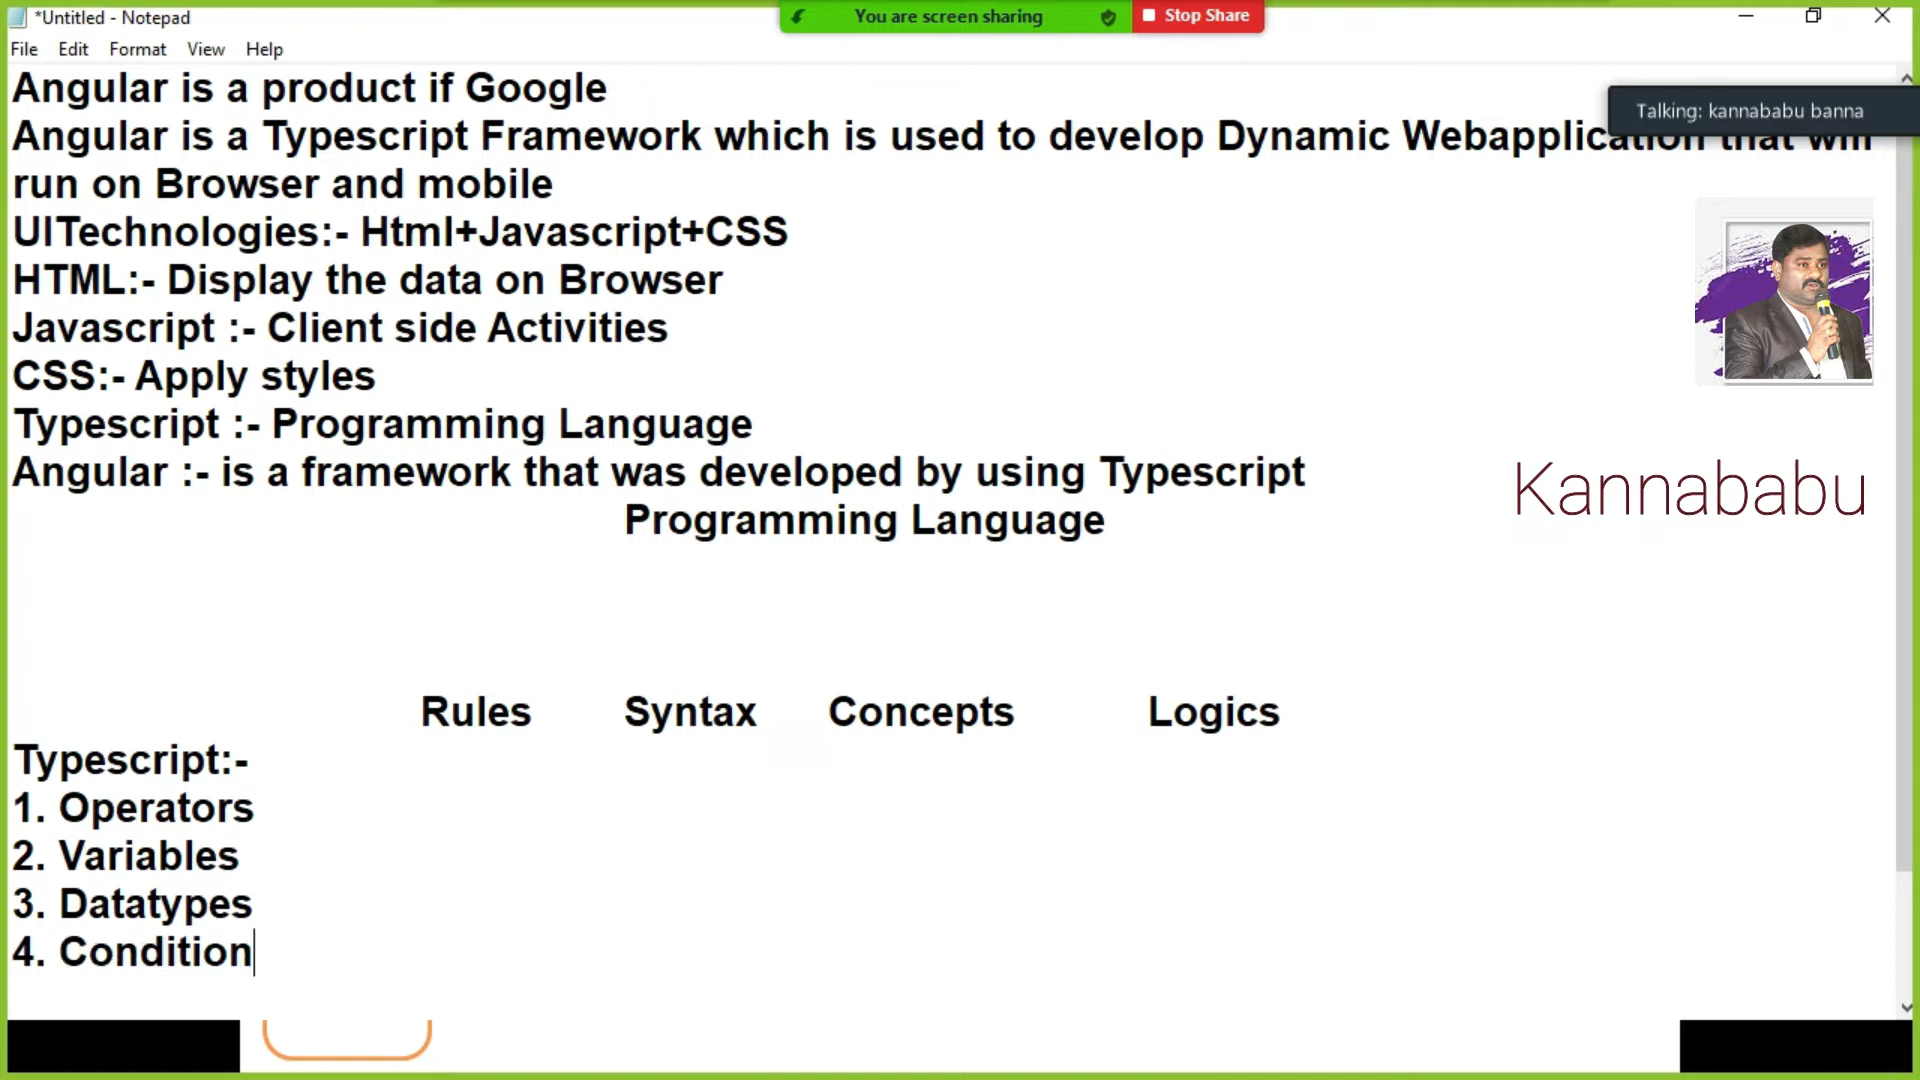 *Untitled - Notepad
You are screen sharing
Stop Share
File Edit Format View Help
Angular is a product if Google
Talking: kannababu banna
Angular is a Typescript Framework which is used to develop Dynamic Webapplication that will
run on Browser and mobile
UITechnologies:- Html+Javascript+CSS
HTML:- Display the data on Browser
Javascript :- Client side Activities
CSS:- Apply styles
Typescript :- Programming Language
Angular :- is a framework that was developed by using Typescript
Kannababu
Programming Language
Rules Syntax Concepts Logics
Typescript:-
1. Operators
2. Variables
3. Datatypes
4. Condition